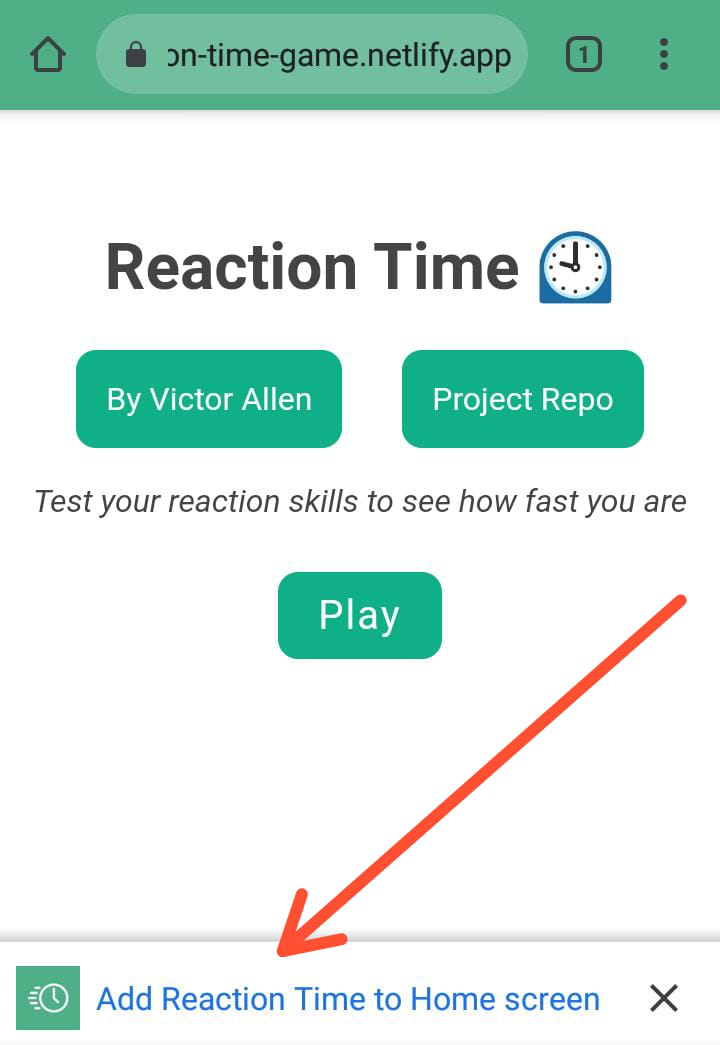 on-time-game.netlify.app
1
Reaction Time
By Victor Allen
Project Repo
Test your reaction skills to see how fast you are
Play
Add Reaction Time to Home screen